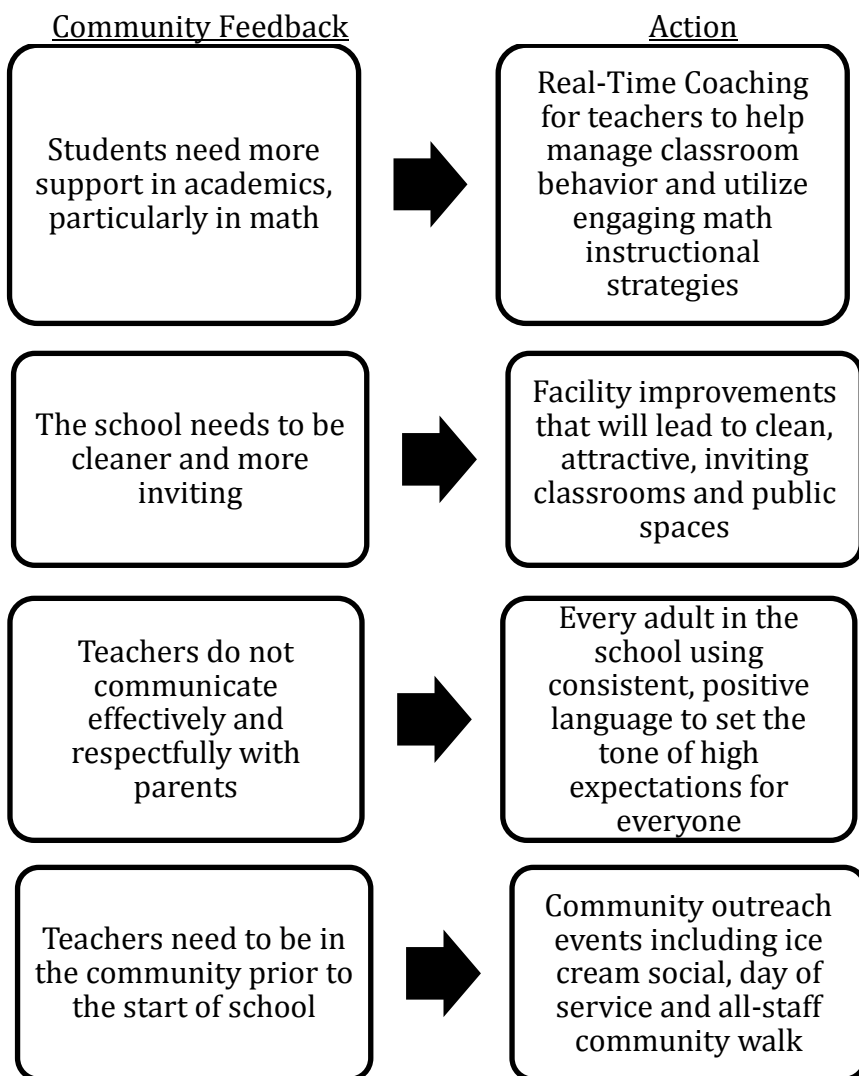 Community Feedback
Action
Students need more
support in academics,
particularly in math
Real-Time Coaching
for teachers to help
manage classroom
behavior and utilize
engaging math
instructional
strategies
The school needs to be
cleaner and more
inviting
Facility improvements
that will lead to clean,
attractive, inviting
classrooms and public
spaces
Teachers do not
communicate
effectively and
respectfully with
parents
Every adult in the
school using
consistent, positive
language to set the
tone of high
expectations for
everyone
Teachers need to be in
the community prior to
the start of school
Community outreach
events including ice
cream social, day of
service and all-staff
community walk